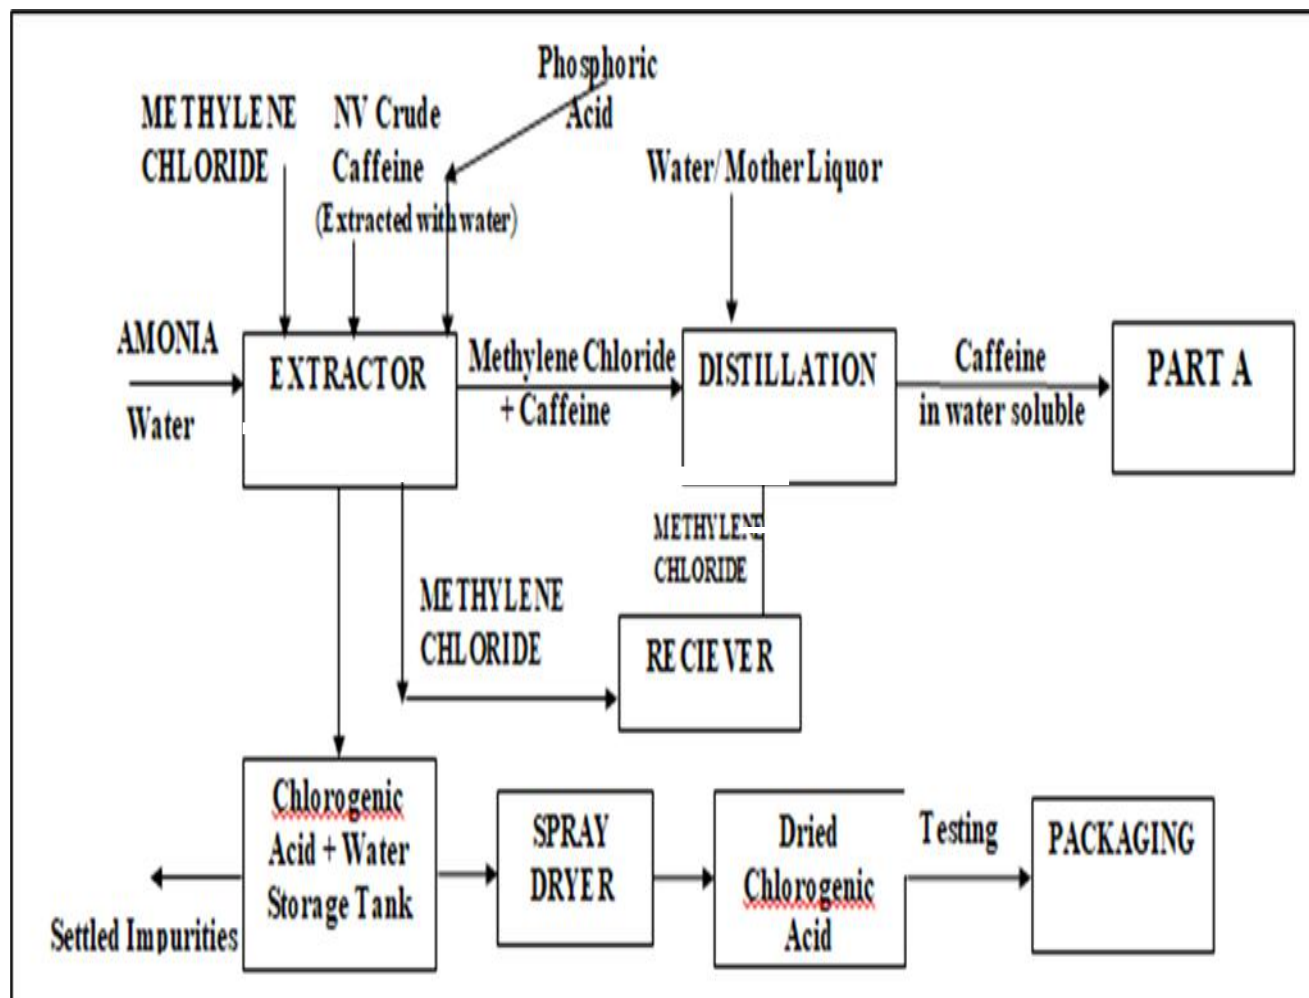 Phosphoric
Acid
METHYLENE
CHLORIDE
NV Crude
Caffeine
(Extracted with water)
Water/ Mother Liquor
AMONIA
Water
EXTRACTOR
Methylene Chloride
+ Caffeine
DISTILLATION
Caffeine
in water soluble
PART A
METHYLENE
CHLORIDE
METHYLENE
CHLORIDE
RECIEVER
Chlorogenic
Acid + Water
Storage Tank
Settled Impurities
SPRAY
DRYER
Dried
Chlorogenic
Acid
Testing
PACKAGING